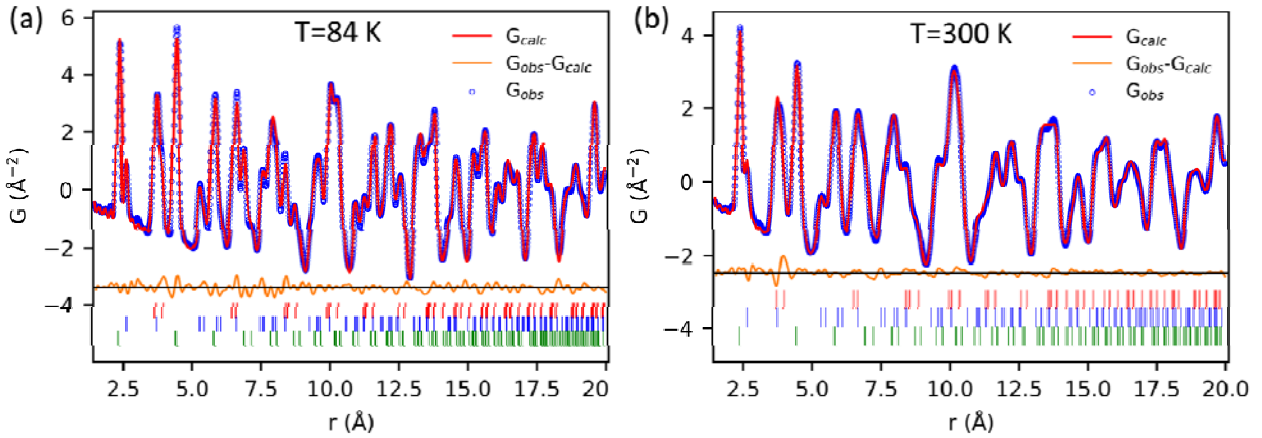 (a)
T=84 K
G_calc
G_obs-G_calc
G_obs
6
4
2
0
−2
−4
G (Å⁻²)
2.5 5.0 7.5 10.0 12.5 15.0 17.5 20.0
r (Å)
(b)
T=300 K
G_calc
G_obs-G_calc
G_obs
4
2
0
−2
−4
G (Å⁻²)
2.5 5.0 7.5 10.0 12.5 15.0 17.5 20.0
r (Å)